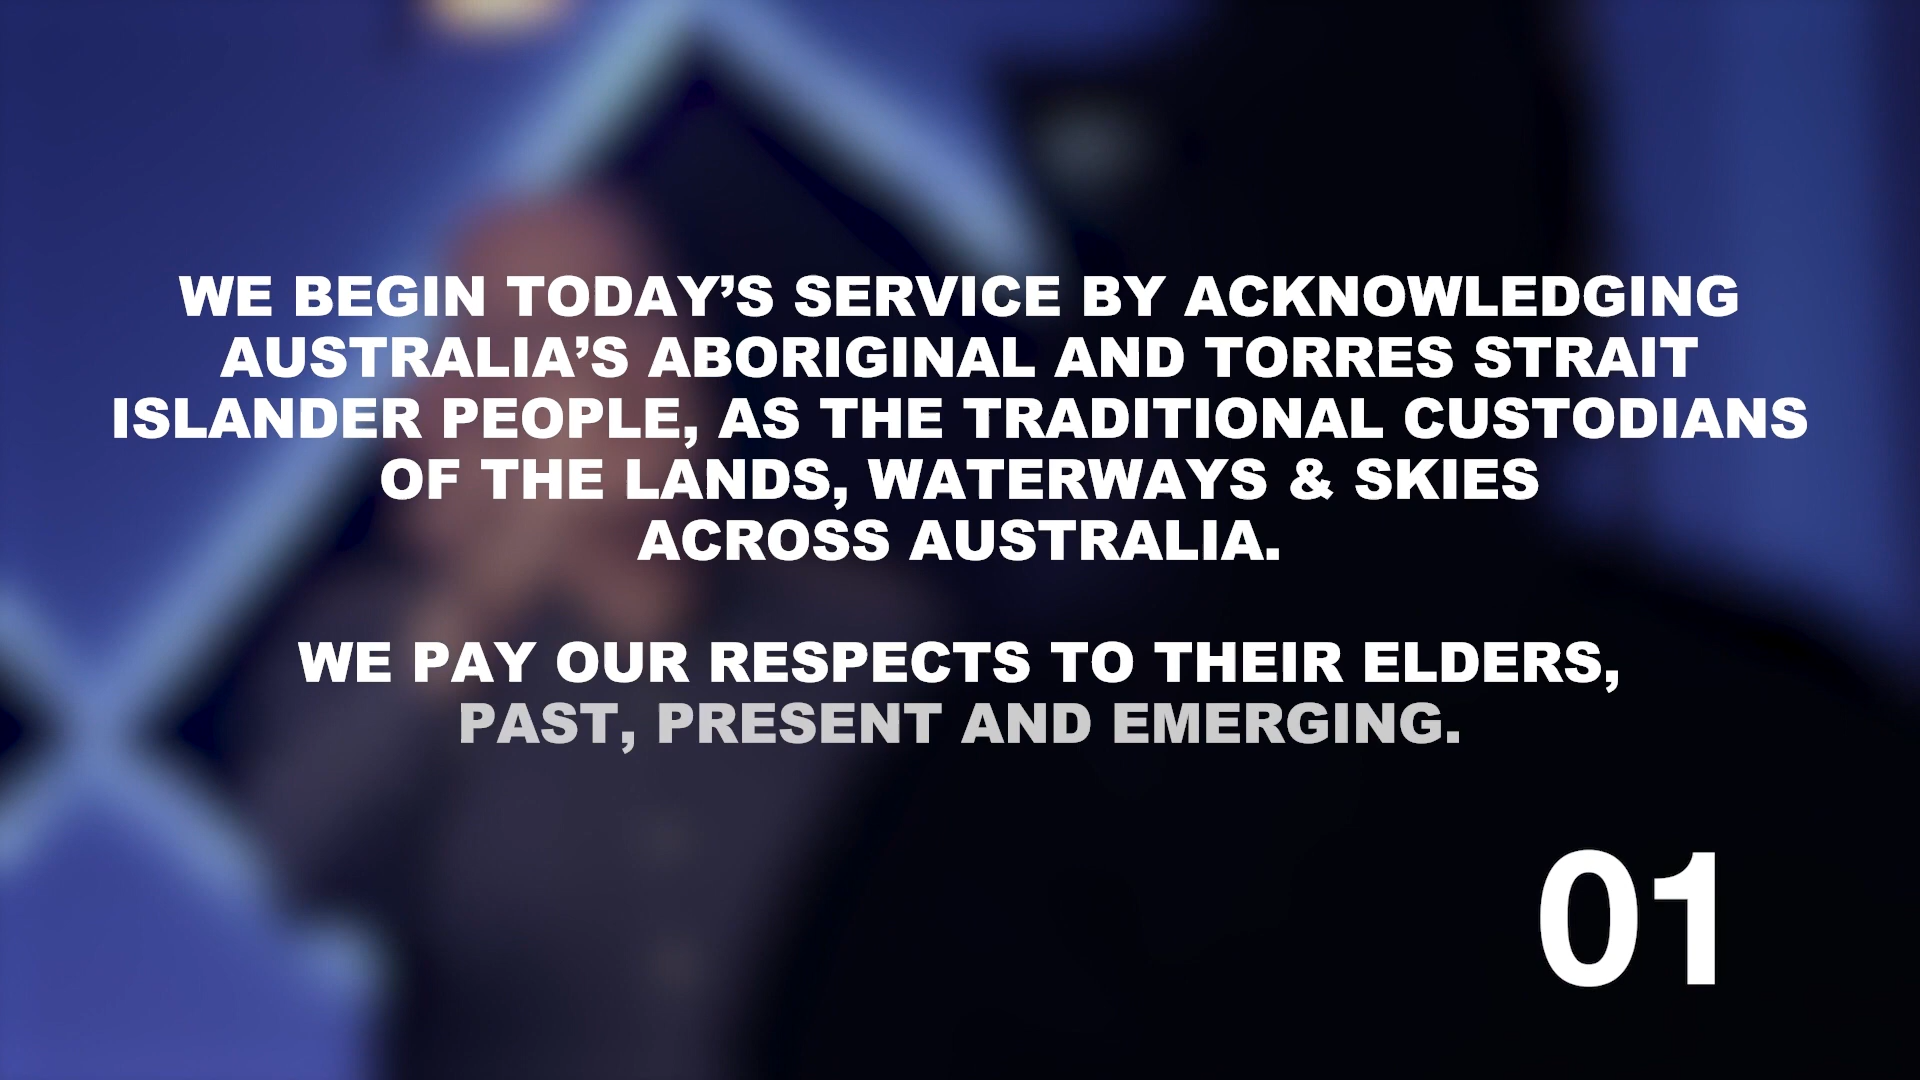 WE BEGIN TODAY’S SERVICE BY ACKNOWLEDGING
AUSTRALIA’S ABORIGINAL AND TORRES STRAIT
ISLANDER PEOPLE, AS THE TRADITIONAL CUSTODIANS
OF THE LANDS, WATERWAYS & SKIES
ACROSS AUSTRALIA.
WE PAY OUR RESPECTS TO THEIR ELDERS,
PAST, PRESENT AND EMERGING.
01